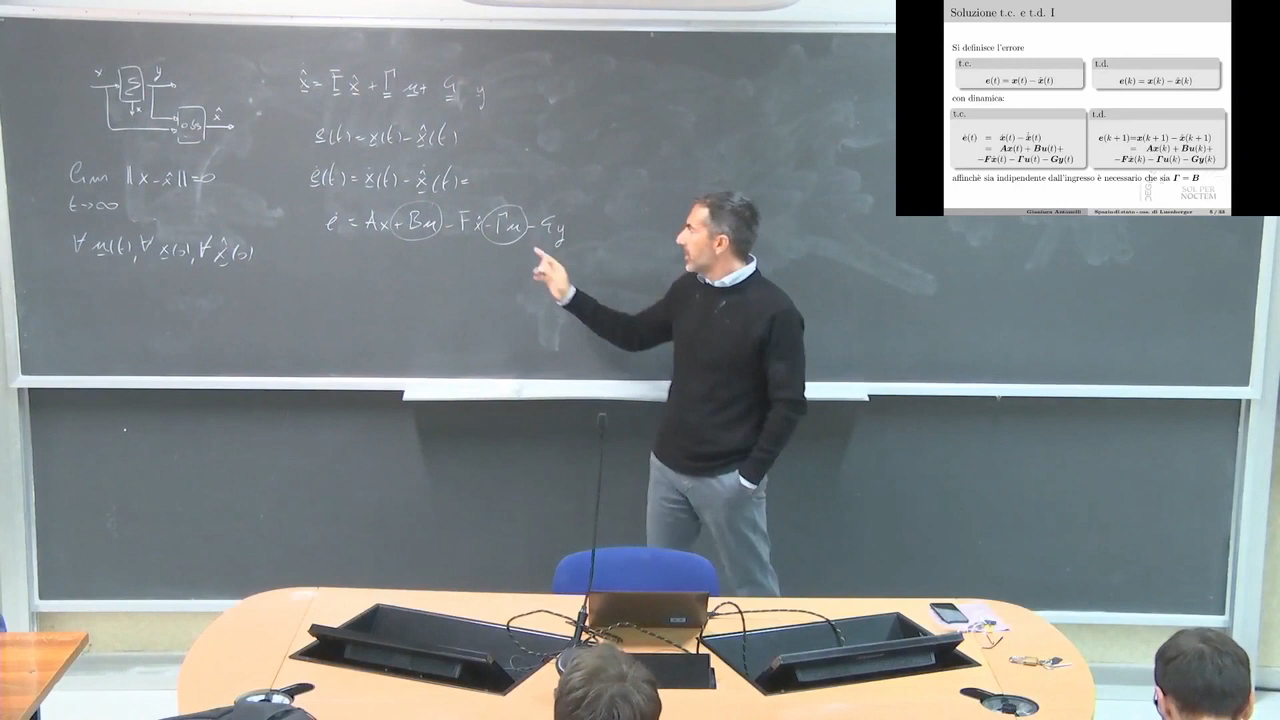 x
Σ
y
x
Obs
x̂
lim ‖x - x̂‖ = 0
t→∞
∀ u(t), ∀ x(0), ∀ x̂(0)
x̂̇ = F x̂ + Γ u + G y
e(t) = x(t) - x̂(t)
ė(t) = ẋ(t) - x̂̇(t) =
ė = Ax + Bu - Fx̂ - Γu - Gy
Soluzione t.c. e t.d. I
Si definisce l'errore
t.c.
e(t) = x(t) - x̂(t)
t.d.
e(k) = x(k) - x̂(k)
con dinamica:
t.c.
ė(t) = ẋ(t) - x̂̇(t)
= Ax(t) + Bu(t)+
-Fx̂(t) - Γu(t) - Gy(t)
t.d.
e(k+1)=x(k+1) - x̂(k+1)
= Ax(k) + Bu(k)+
-Fx̂(k) - Γu(k) - Gy(k)
affinchè sia indipendente dall'ingresso è necessario che sia Γ = B
SOL PER
NOCTEM
Gianluca Antonelli
Spazio di stato - oss. di Luenberger